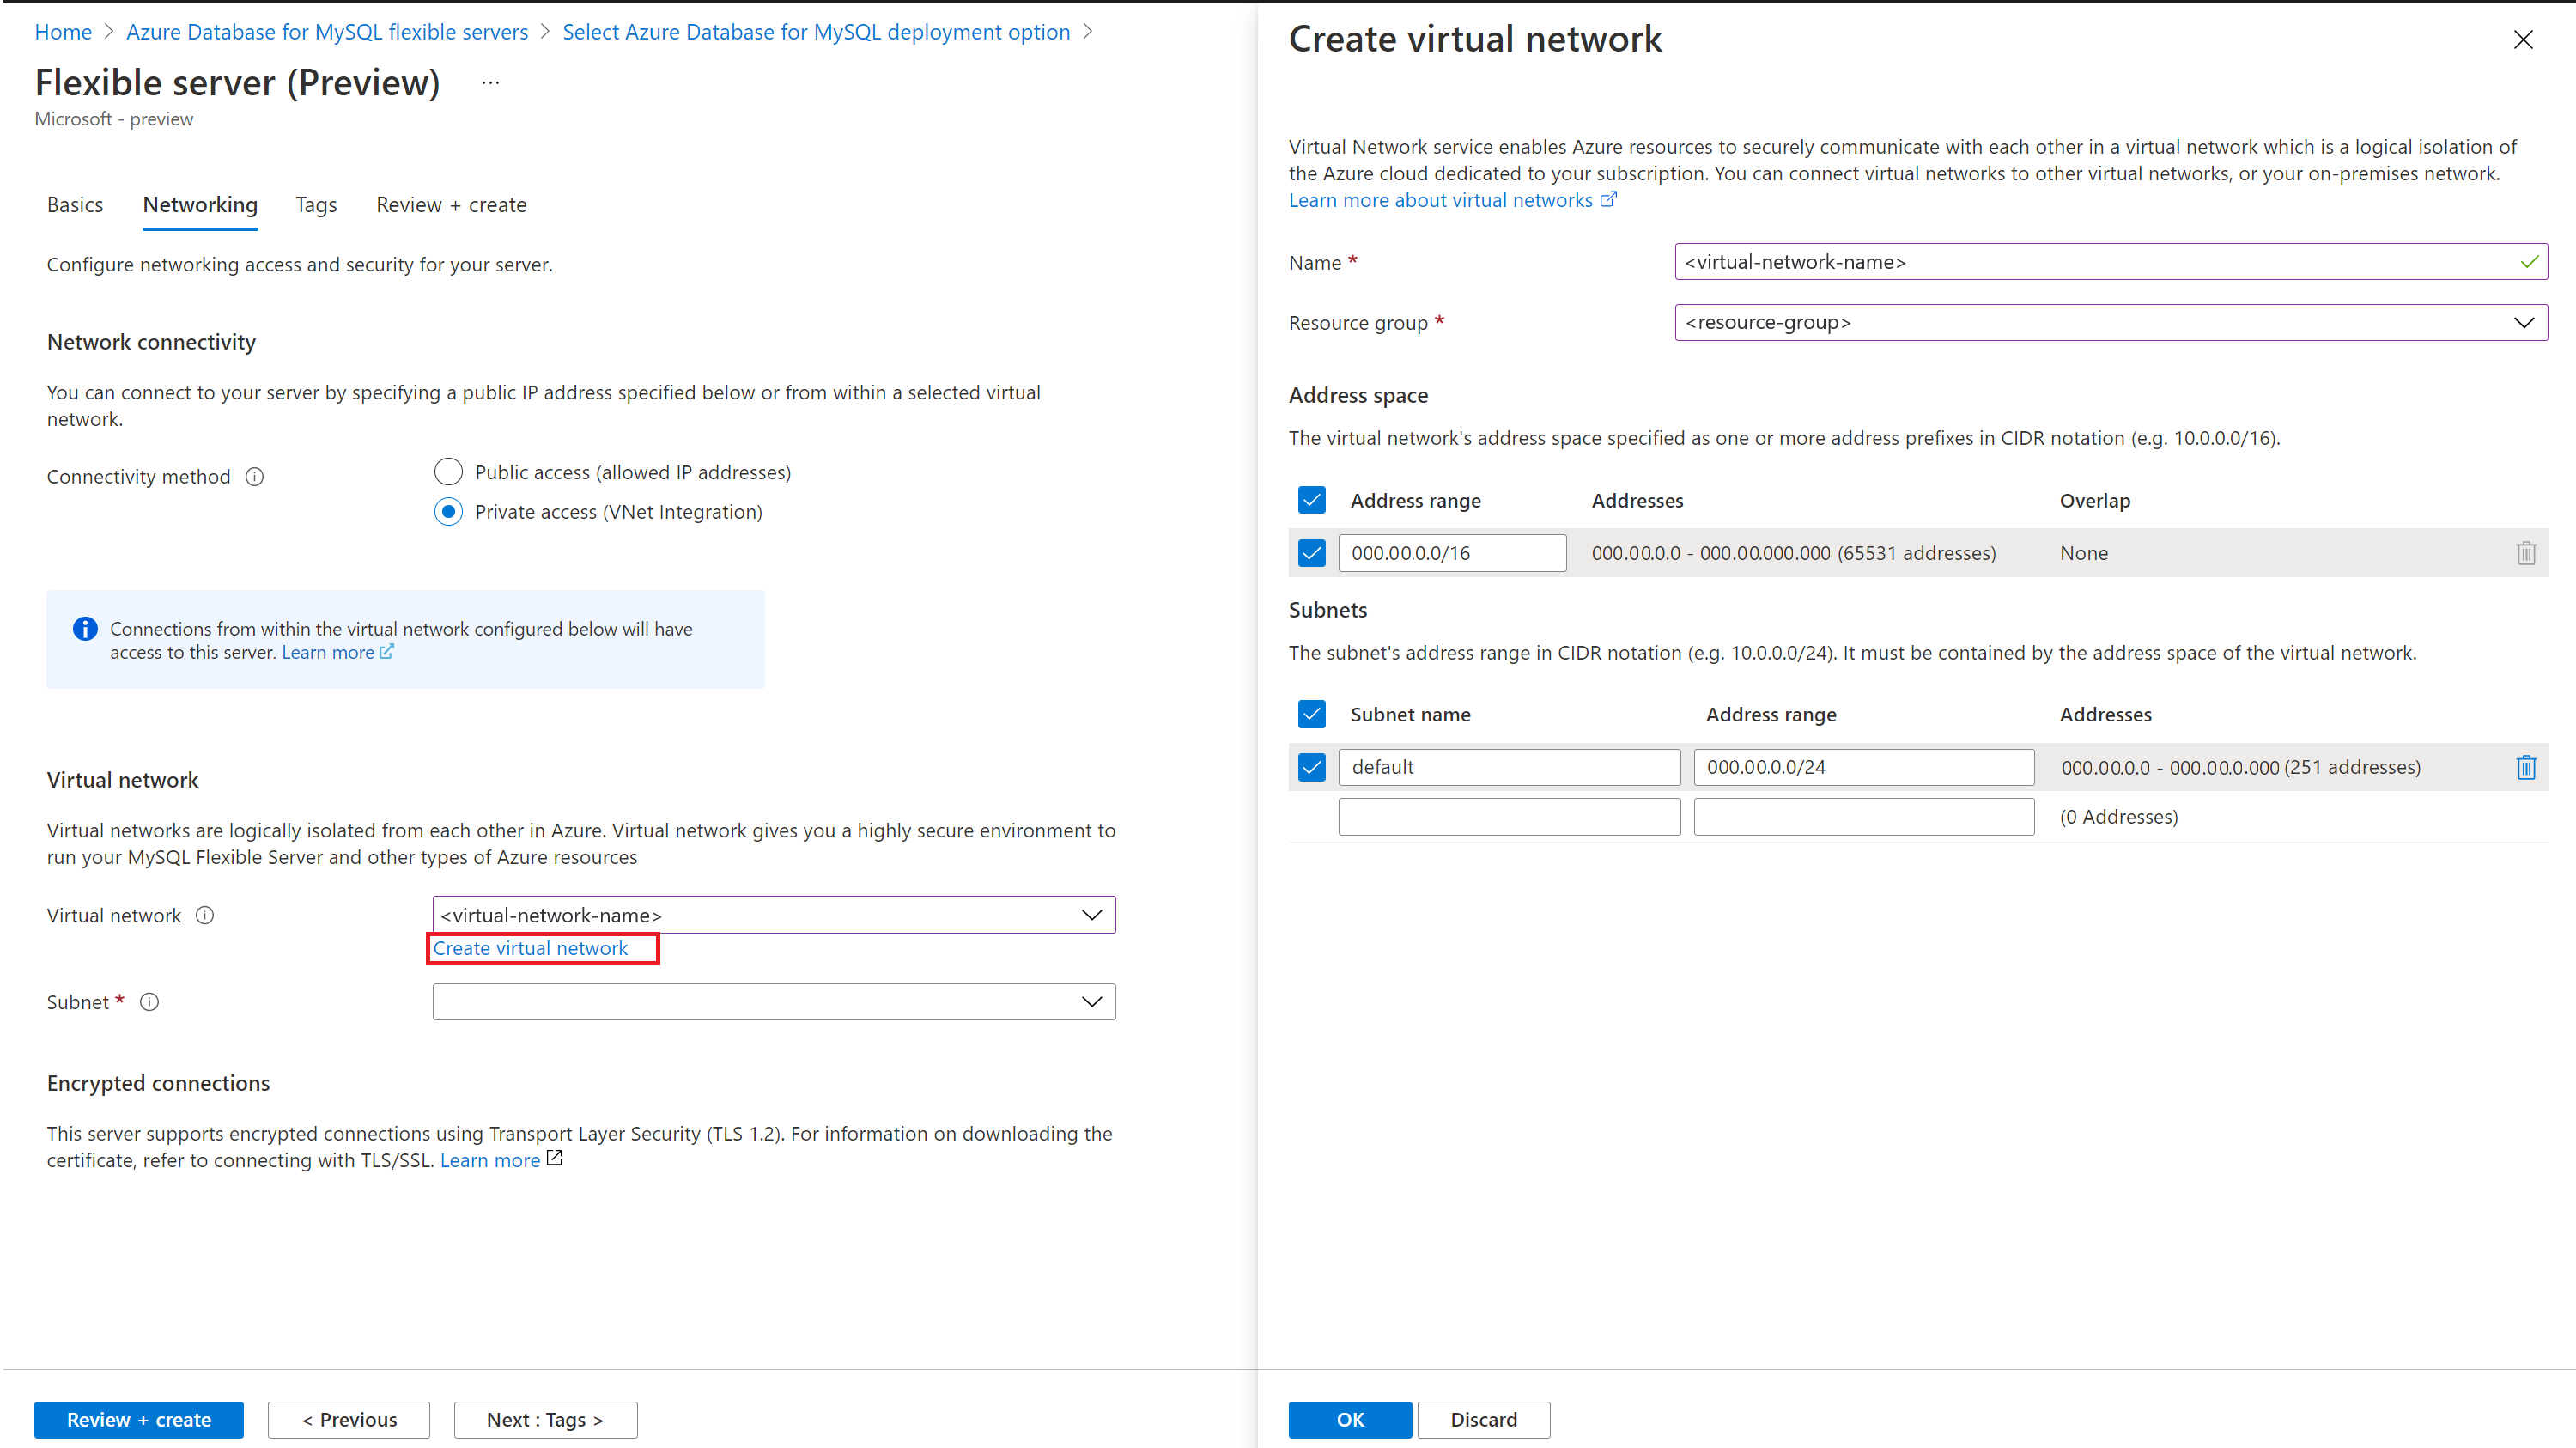 Home > Azure Database for MySQL flexible servers > Select Azure Database for MySQL deployment option >
Flexible server (Preview) ...
Microsoft - preview
Basics Networking Tags Review + create
Configure networking access and security for your server.
Network connectivity
You can connect to your server by specifying a public IP address specified below or from within a selected virtual
network.
Connectivity method
Public access (allowed IP addresses)
Private access (VNet Integration)
Connections from within the virtual network configured below will have
access to this server. Learn more
Virtual network
Virtual networks are logically isolated from each other in Azure. Virtual network gives you a highly secure environment to
run your MySQL Flexible Server and other types of Azure resources
Virtual network <virtual-network-name>
Create virtual network
Subnet *
Encrypted connections
This server supports encrypted connections using Transport Layer Security (TLS 1.2). For information on downloading the
certificate, refer to connecting with TLS/SSL. Learn more
Review + create < Previous Next : Tags >
Create virtual network
Virtual Network service enables Azure resources to securely communicate with each other in a virtual network which is a logical isolation of
the Azure cloud dedicated to your subscription. You can connect virtual networks to other virtual networks, or your on-premises network.
Learn more about virtual networks
Name * <virtual-network-name>
Resource group * <resource-group>
Address space
The virtual network's address space specified as one or more address prefixes in CIDR notation (e.g. 10.0.0.0/16).
Address range Addresses Overlap
000.00.0.0/16 000.00.0.0 - 000.00.000.000 (65531 addresses) None
Subnets
The subnet's address range in CIDR notation (e.g. 10.0.0.0/24). It must be contained by the address space of the virtual network.
Subnet name Address range Addresses
default 000.00.0.0/24 000.00.0.0 - 000.00.0.000 (251 addresses)
(0 Addresses)
OK Discard